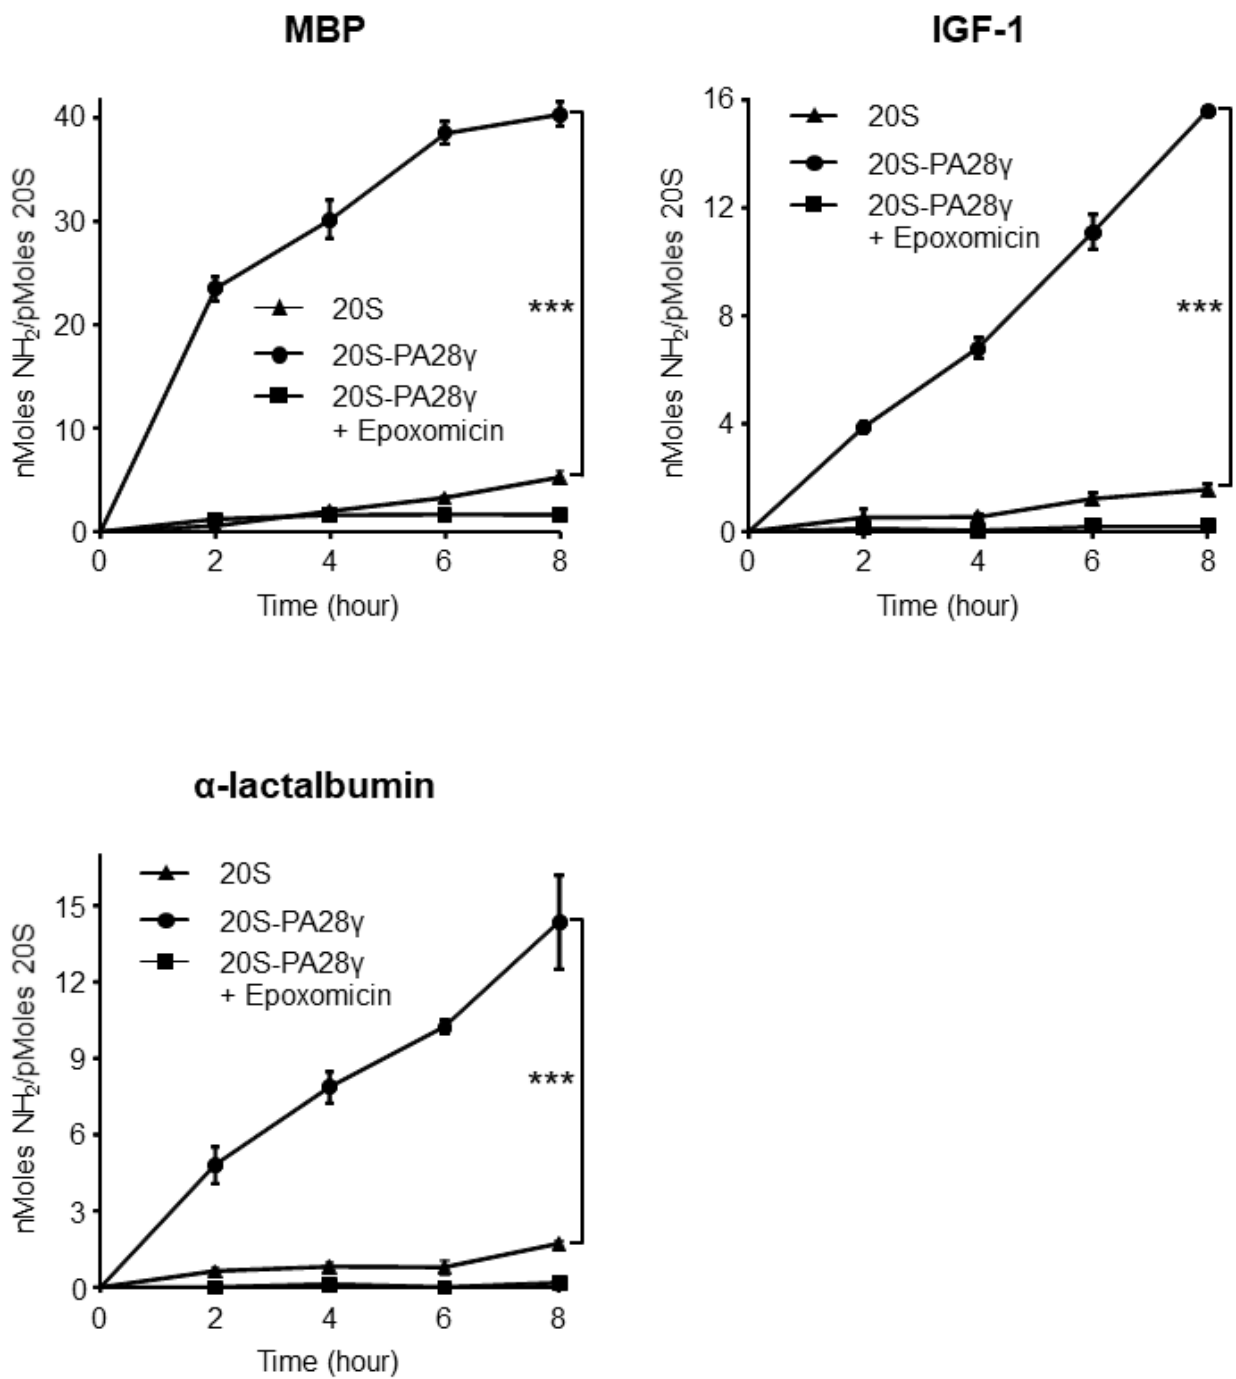 MBP
nMoles NH₂/pMoles 20S
40
30
20
10
0
20S
20S-PA28γ
20S-PA28γ
+ Epoxomicin
***
0 2 4 6 8
Time (hour)
IGF-1
nMoles NH₂/pMoles 20S
16
12
8
4
0
20S
20S-PA28γ
20S-PA28γ
+ Epoxomicin
***
0 2 4 6 8
Time (hour)
α-lactalbumin
nMoles NH₂/pMoles 20S
15
12
9
6
3
0
20S
20S-PA28γ
20S-PA28γ
+ Epoxomicin
***
0 2 4 6 8
Time (hour)